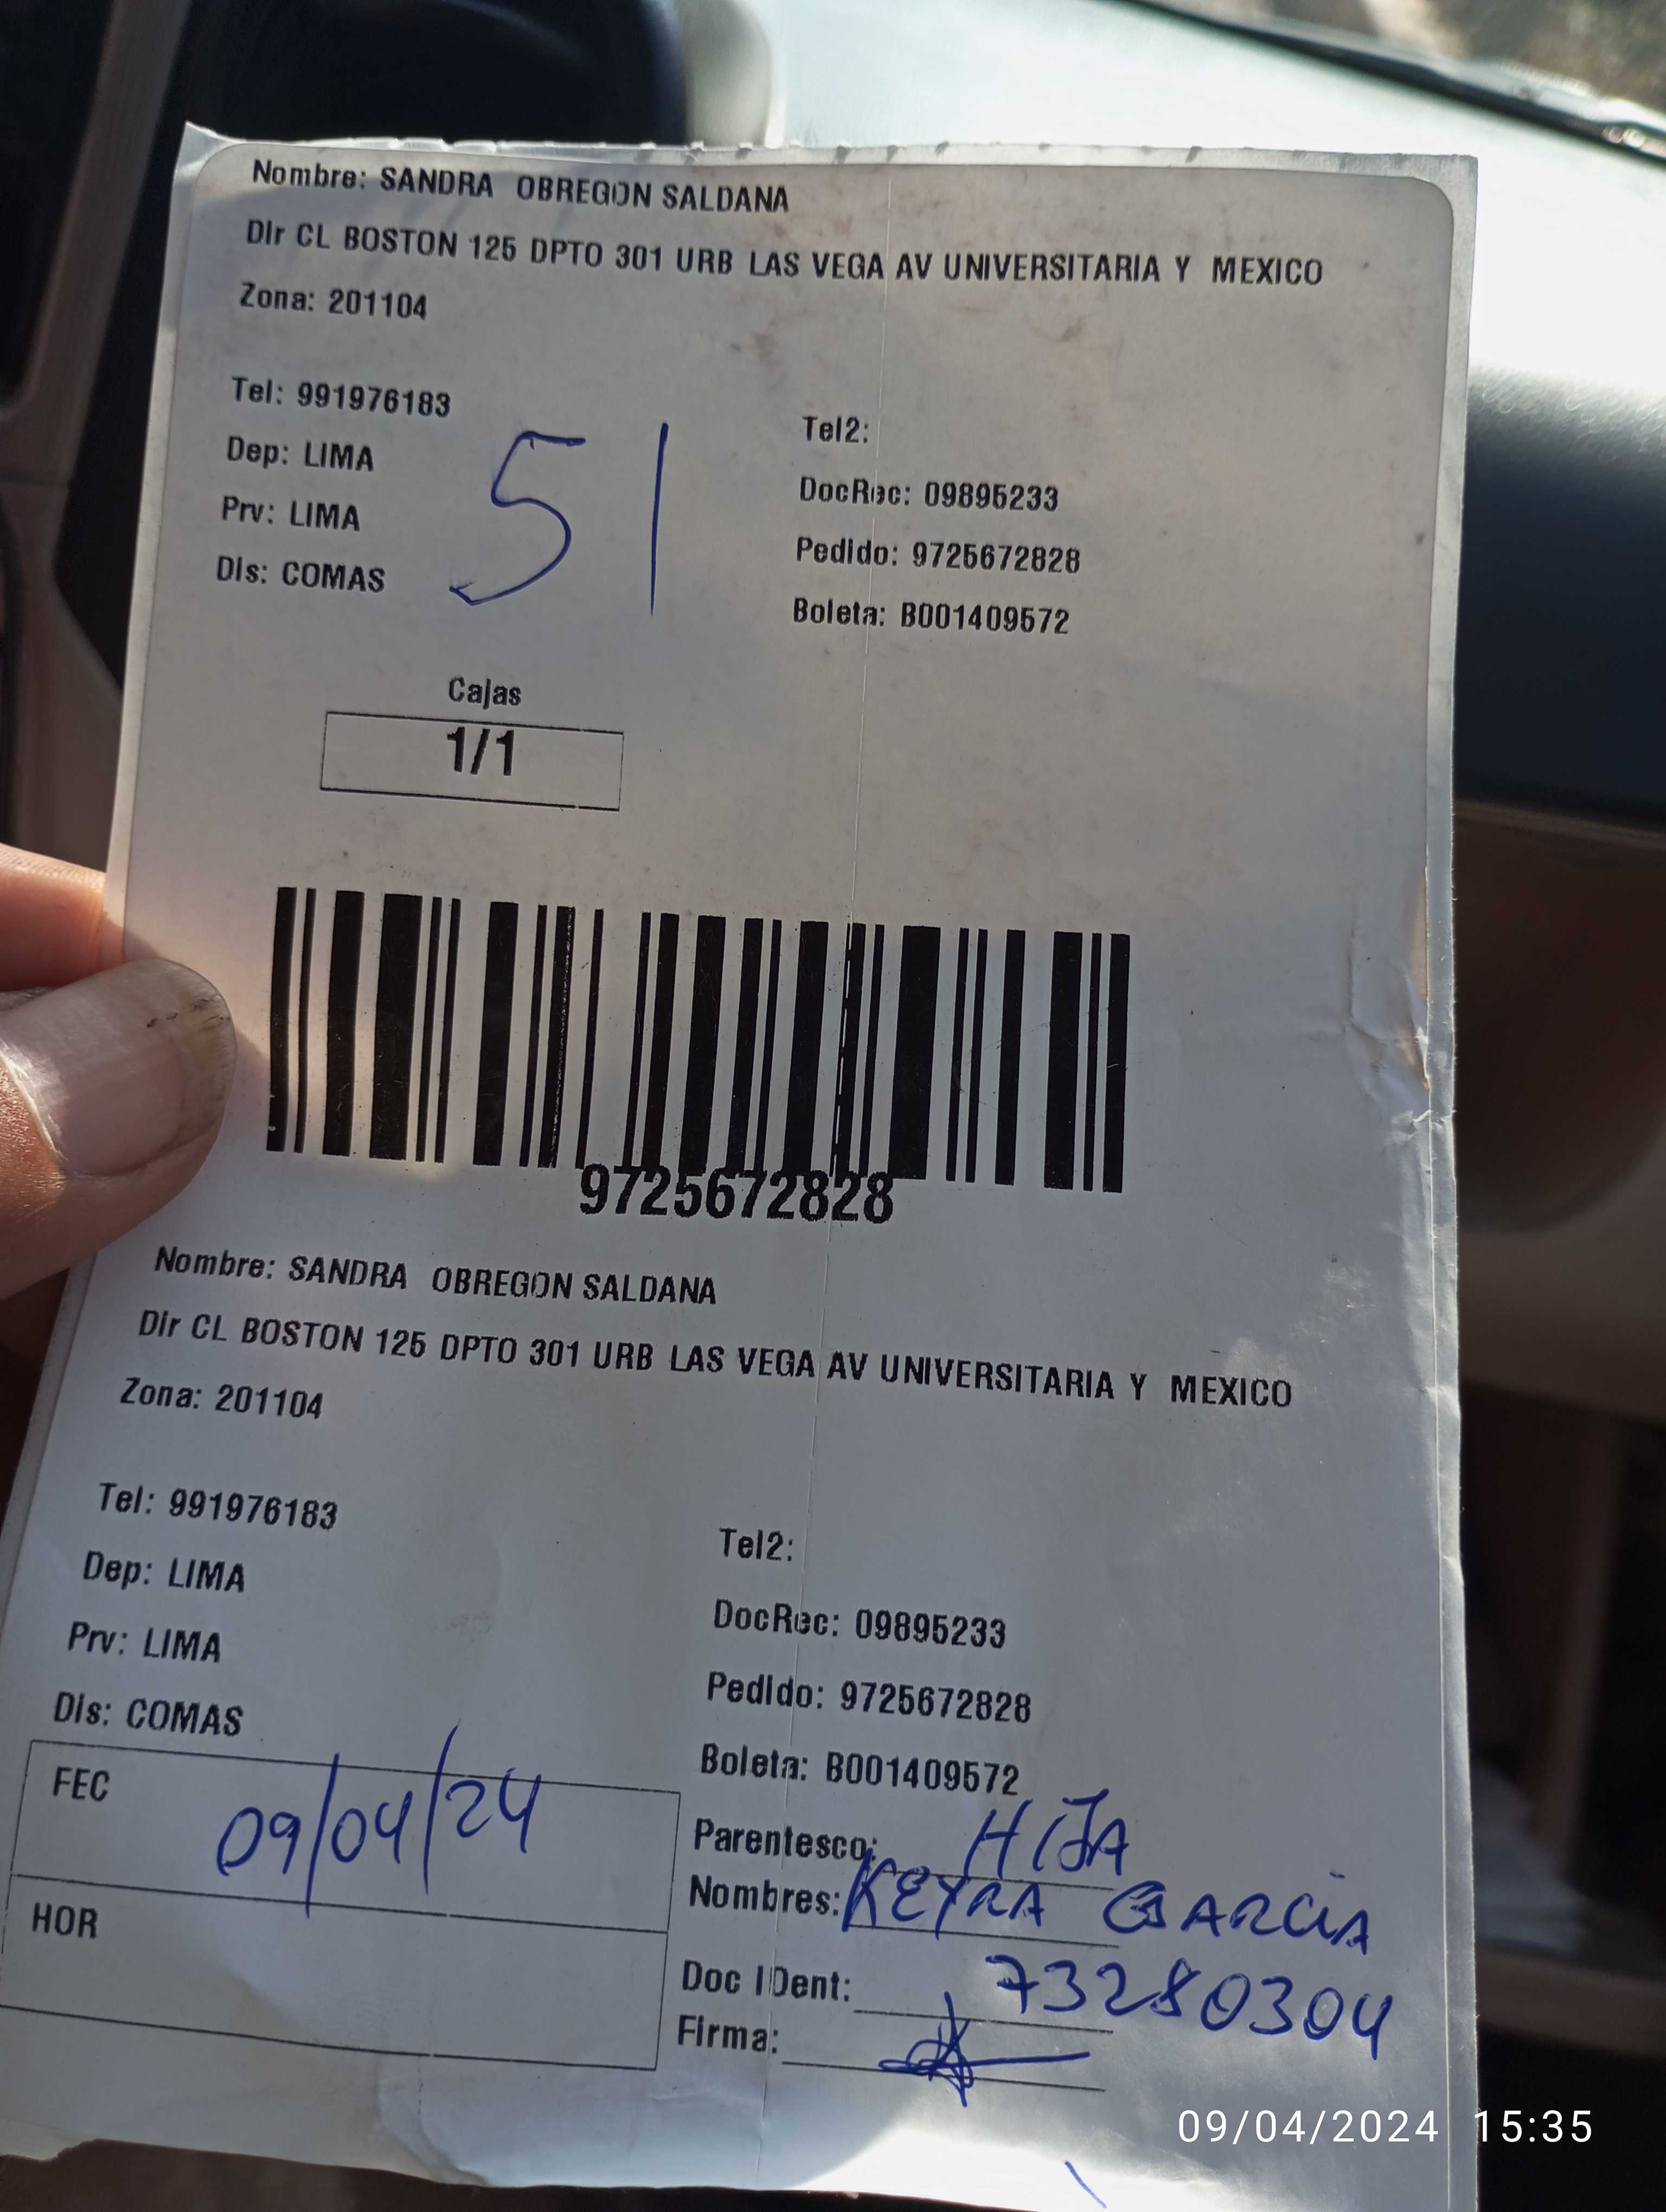 Nombre: SANDRA OBREGON SALDANA
Dir CL BOSTON 125 DPTO 301 URB LAS VEGA AV UNIVERSITARIA Y MEXICO
Zona: 201104
Tel: 991976183
Tel2:
Dep: LIMA
51
DocRec: 09895233
Prv: LIMA
Pedido: 9725672828
Dis: COMAS
Boleta: B001409572
Cajas
1/1
9725672828
Nombre: SANDRA OBREGON SALDANA
Dir CL BOSTON 125 DPTO 301 URB LAS VEGA AV UNIVERSITARIA Y MEXICO
Zona: 201104
Tel: 991976183
Tel2:
Dep: LIMA
DocRec: 09895233
Prv: LIMA
Pedido: 9725672828
Dis: COMAS
Boleta: B001409572
FEC 09/04/24
Parentesco: HIJA
Nombres: KEYRA GARCIA
HOR
Doc IDent: 73280304
Firma:
09/04/2024 15:35